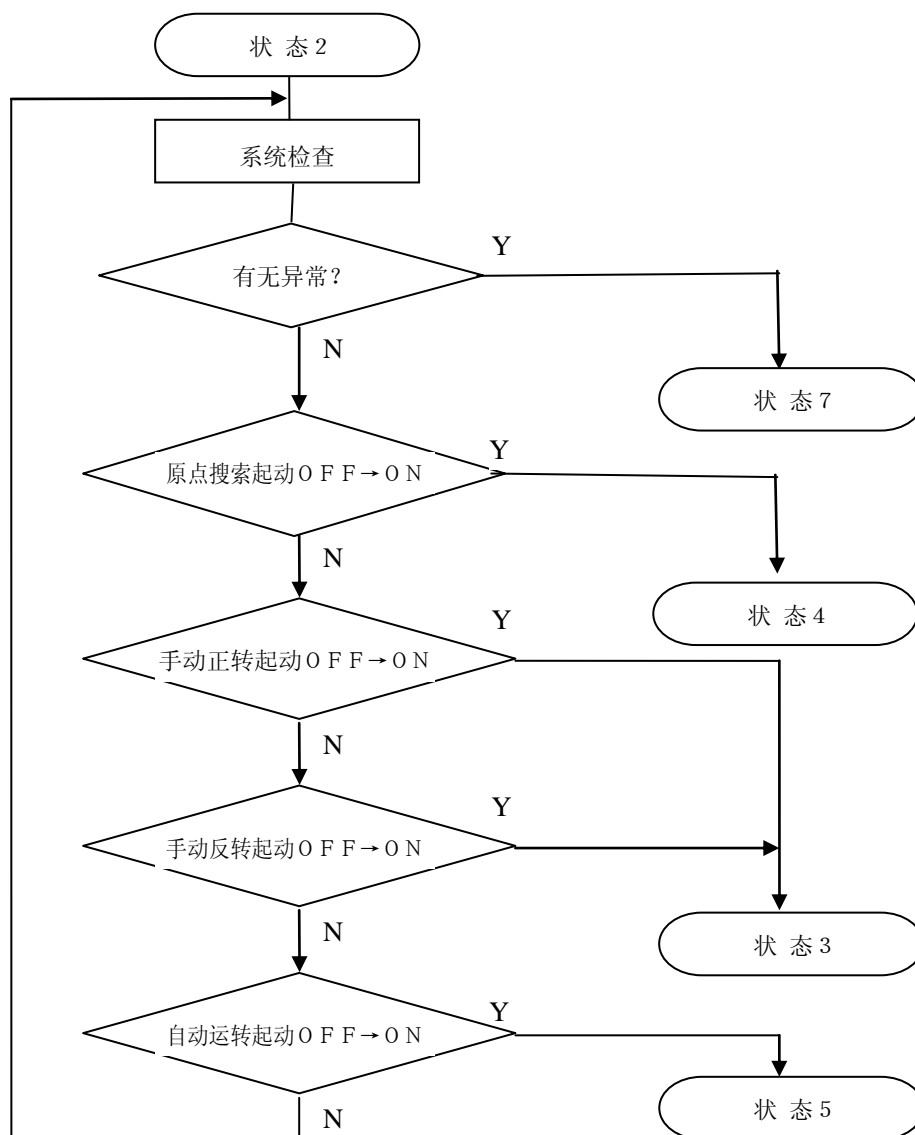 状 态２
系统检查
有无异常？
Y
N
状 态７
原点搜索起动ＯＦＦ→ＯＮ
Y
N
状 态４
手动正转起动ＯＦＦ→ＯＮ
Y
N
手动反转起动ＯＦＦ→ＯＮ
Y
N
状 态３
自动运转起动ＯＦＦ→ＯＮ
Y
N
状 态５